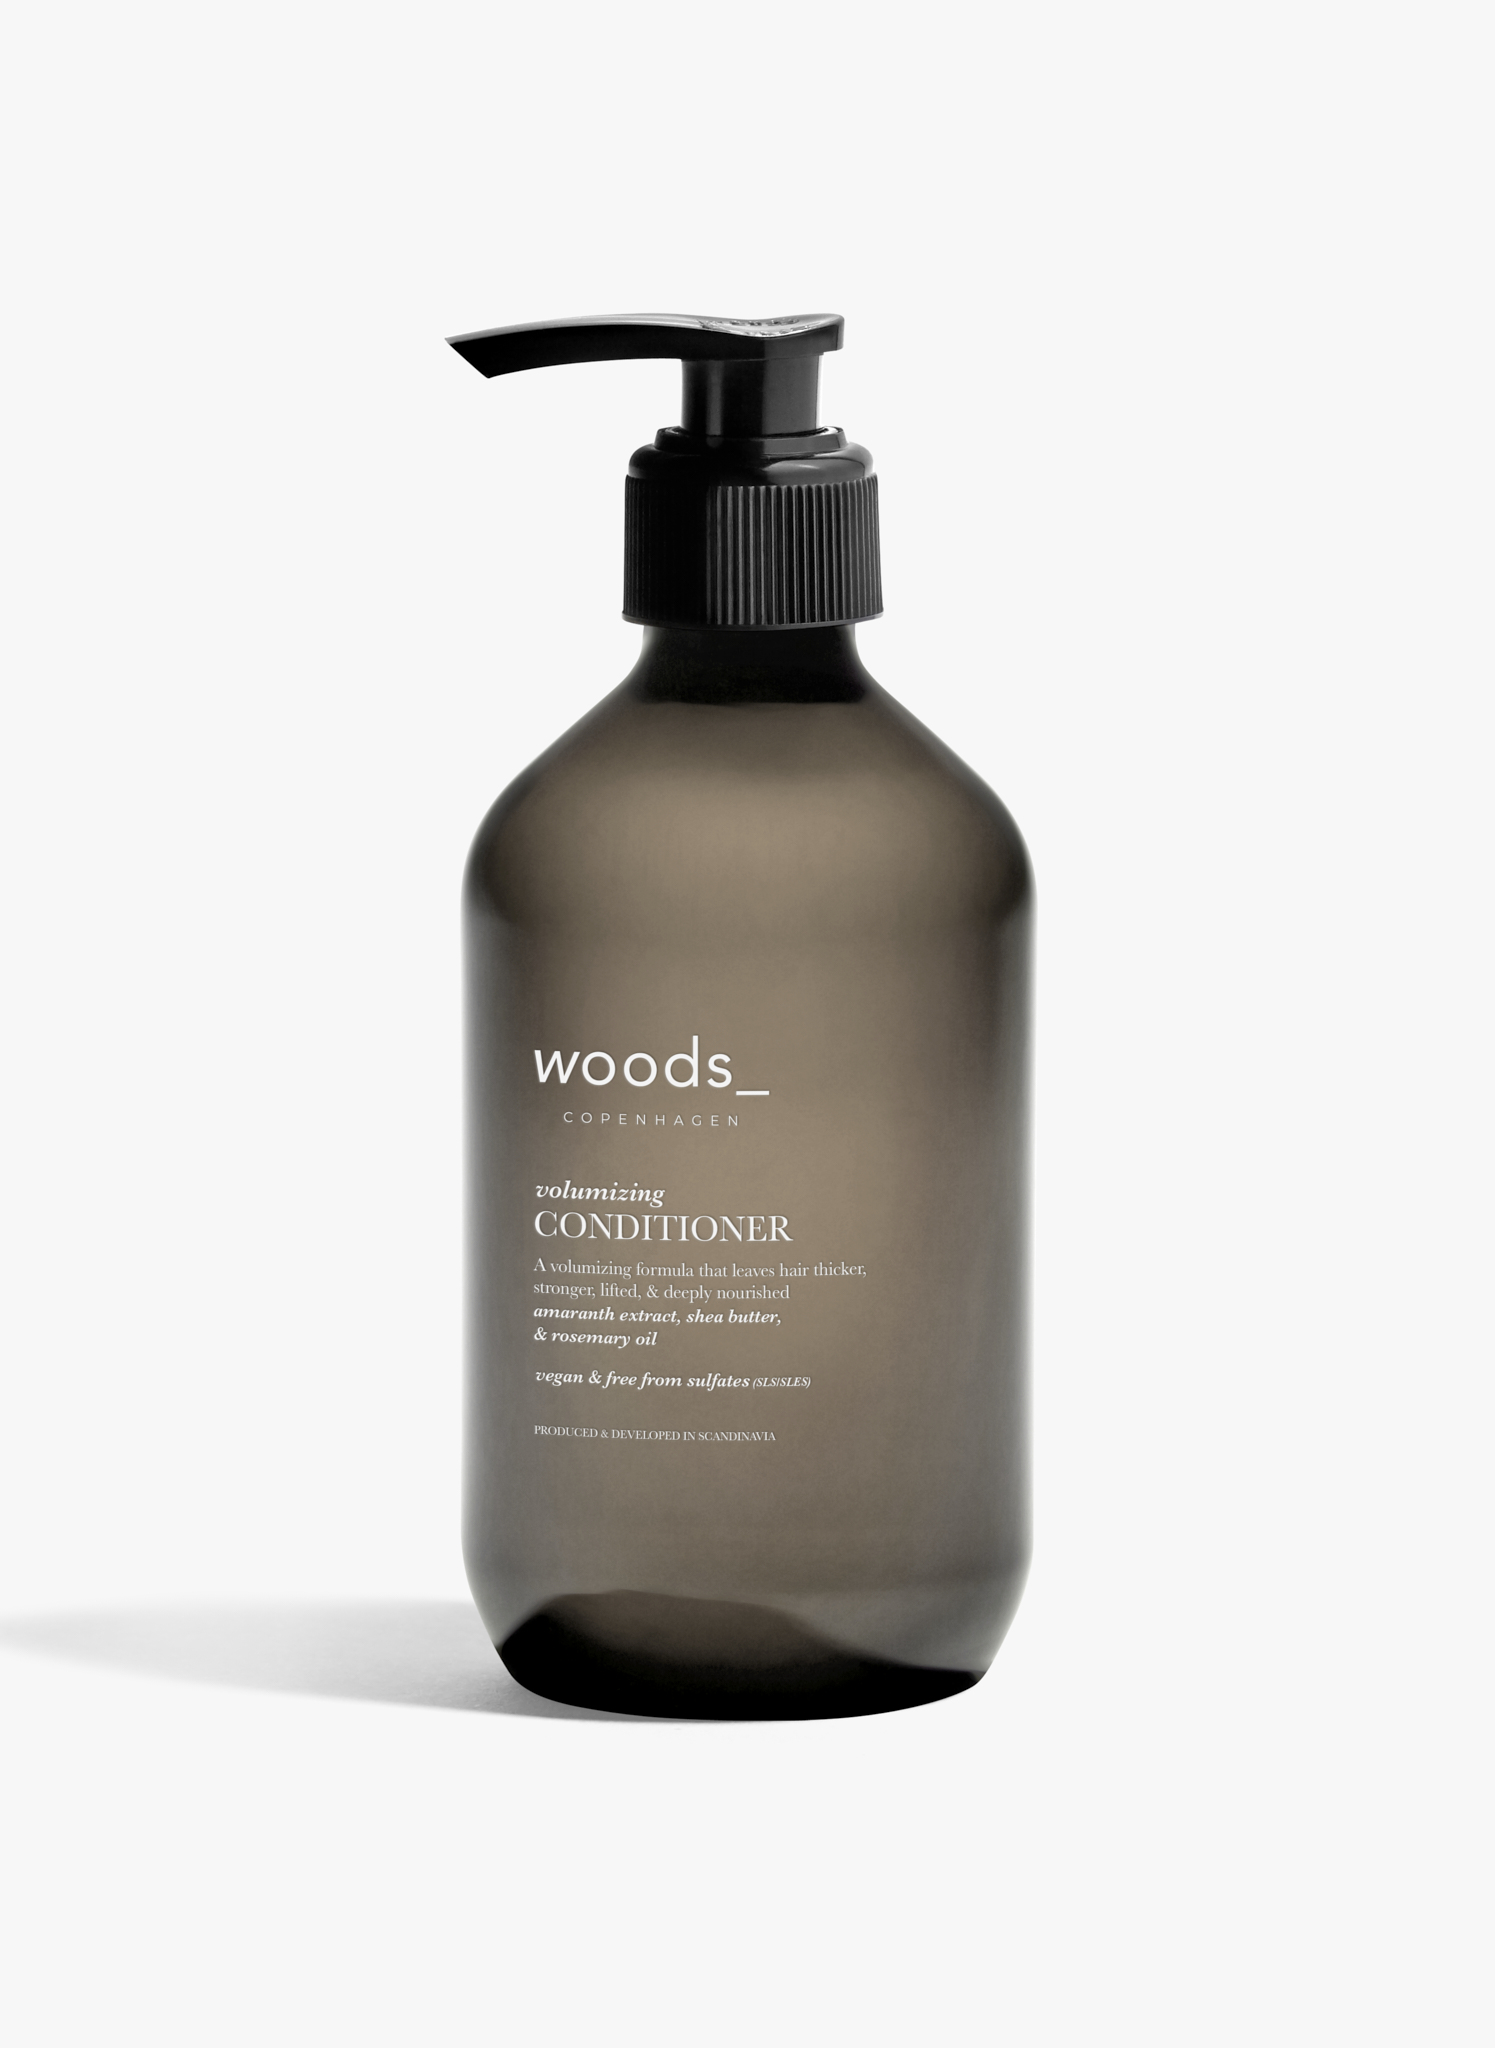 woods_
COPENHAGEN
volumizing
CONDITIONER
A volumizing formula that leaves hair thicker,
stronger, lifted, & deeply nourished
amaranth extract, shea butter,
& rosemary oil
vegan & free from sulfates (SLS/SLES)
PRODUCED & DEVELOPED IN SCANDINAVIA